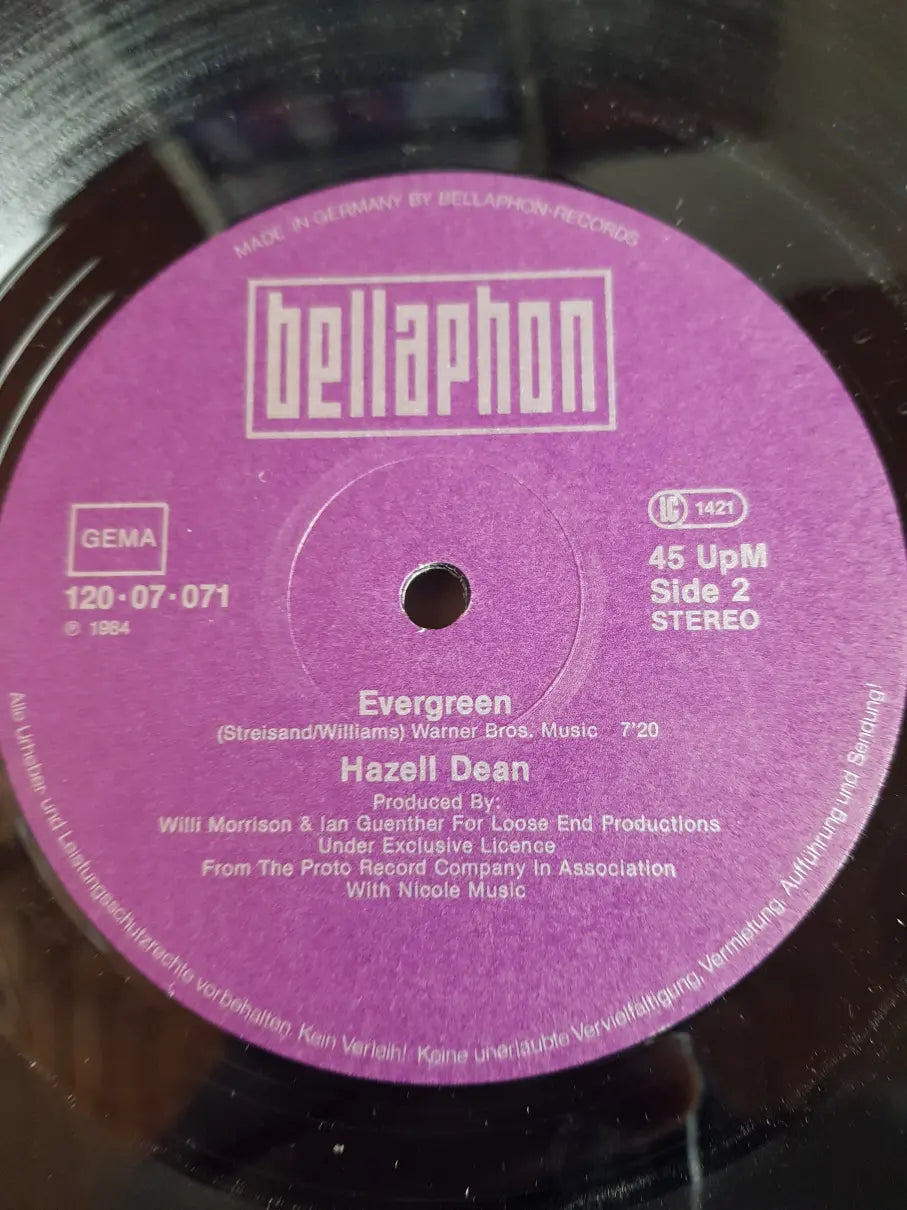 MADE IN GERMANY BY BELLAPHON-RECORDS
bellaphon
GEMA
120·07·071
℗ 1984
LC 1421
45 UpM
Side 2
STEREO
Evergreen
(Streisand/Williams) Warner Bros. Music 7'20
Hazell Dean
Produced By:
Willi Morrison & Ian Guenther For Loose End Productions
Under Exclusive Licence
From The Proto Record Company In Association
With Nicole Music
Alle Urheber und Leistungsschutzrechte vorbehalten. Kein Verleih! Keine unerlaubte Vervielfältigung, Vermietung, Aufführung und Sendung!